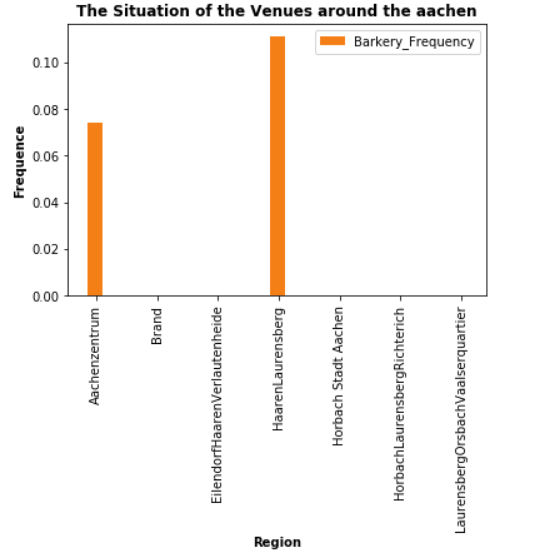 The Situation of the Venues around the aachen
Barkery_Frequency
Frequence
0.10
0.08
0.06
0.04
0.02
0.00
Aachenzentrum
Brand
EilendorfHaarenVerlautenheide
HaarenLaurensberg
Horbach Stadt Aachen
HorbachLaurensbergRichterich
LaurensbergOrsbachVaalserquartier
Region